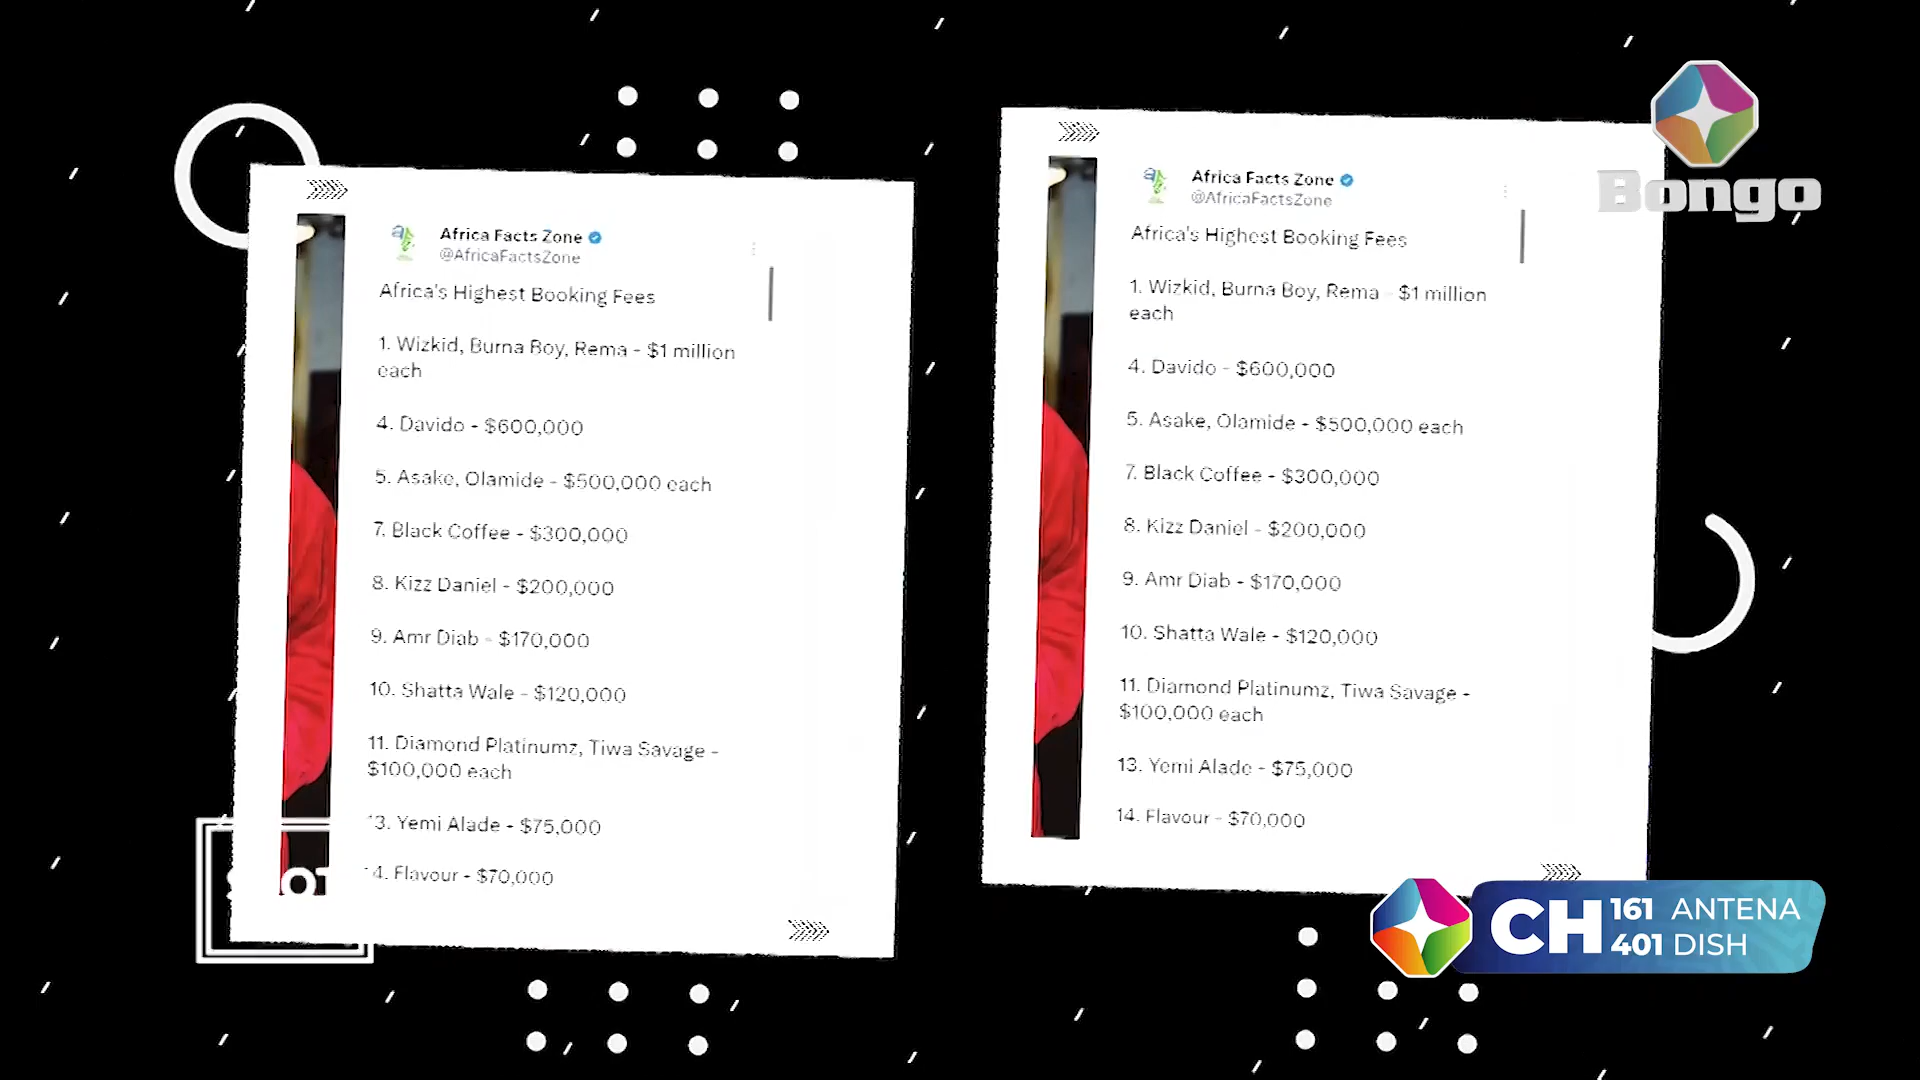 Africa Facts Zone
@AfricaFactsZone
Africa's Highest Booking Fees
1. Wizkid, Burna Boy, Rema - $1 million
each
4. Davido - $600,000
5. Asake, Olamide - $500,000 each
7. Black Coffee - $300,000
8. Kizz Daniel - $200,000
9. Amr Diab - $170,000
10. Shatta Wale - $120,000
11. Diamond Platinumz, Tiwa Savage -
$100,000 each
13. Yemi Alade - $75,000
14. Flavour - $70,000
Africa Facts Zone
@AfricaFactsZone
Africa's Highest Booking Fees
1. Wizkid, Burna Boy, Rema - $1 million
each
4. Davido - $600,000
5. Asake, Olamide - $500,000 each
7. Black Coffee - $300,000
8. Kizz Daniel - $200,000
9. Amr Diab - $170,000
10. Shatta Wale - $120,000
11. Diamond Platinumz, Tiwa Savage -
$100,000 each
13. Yemi Alade - $75,000
14. Flavour - $70,000
Bongo
CH 161 ANTENA
401 DISH